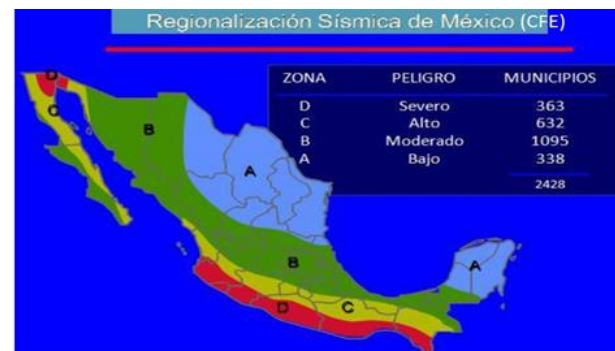 Regionalización Sísmica de México (CFE)
ZONA PELIGRO MUNICIPIOS
D Severo 363
C Alto 632
B Moderado 1095
A Bajo 338
2428
D
C
B
A
B
A
D
C